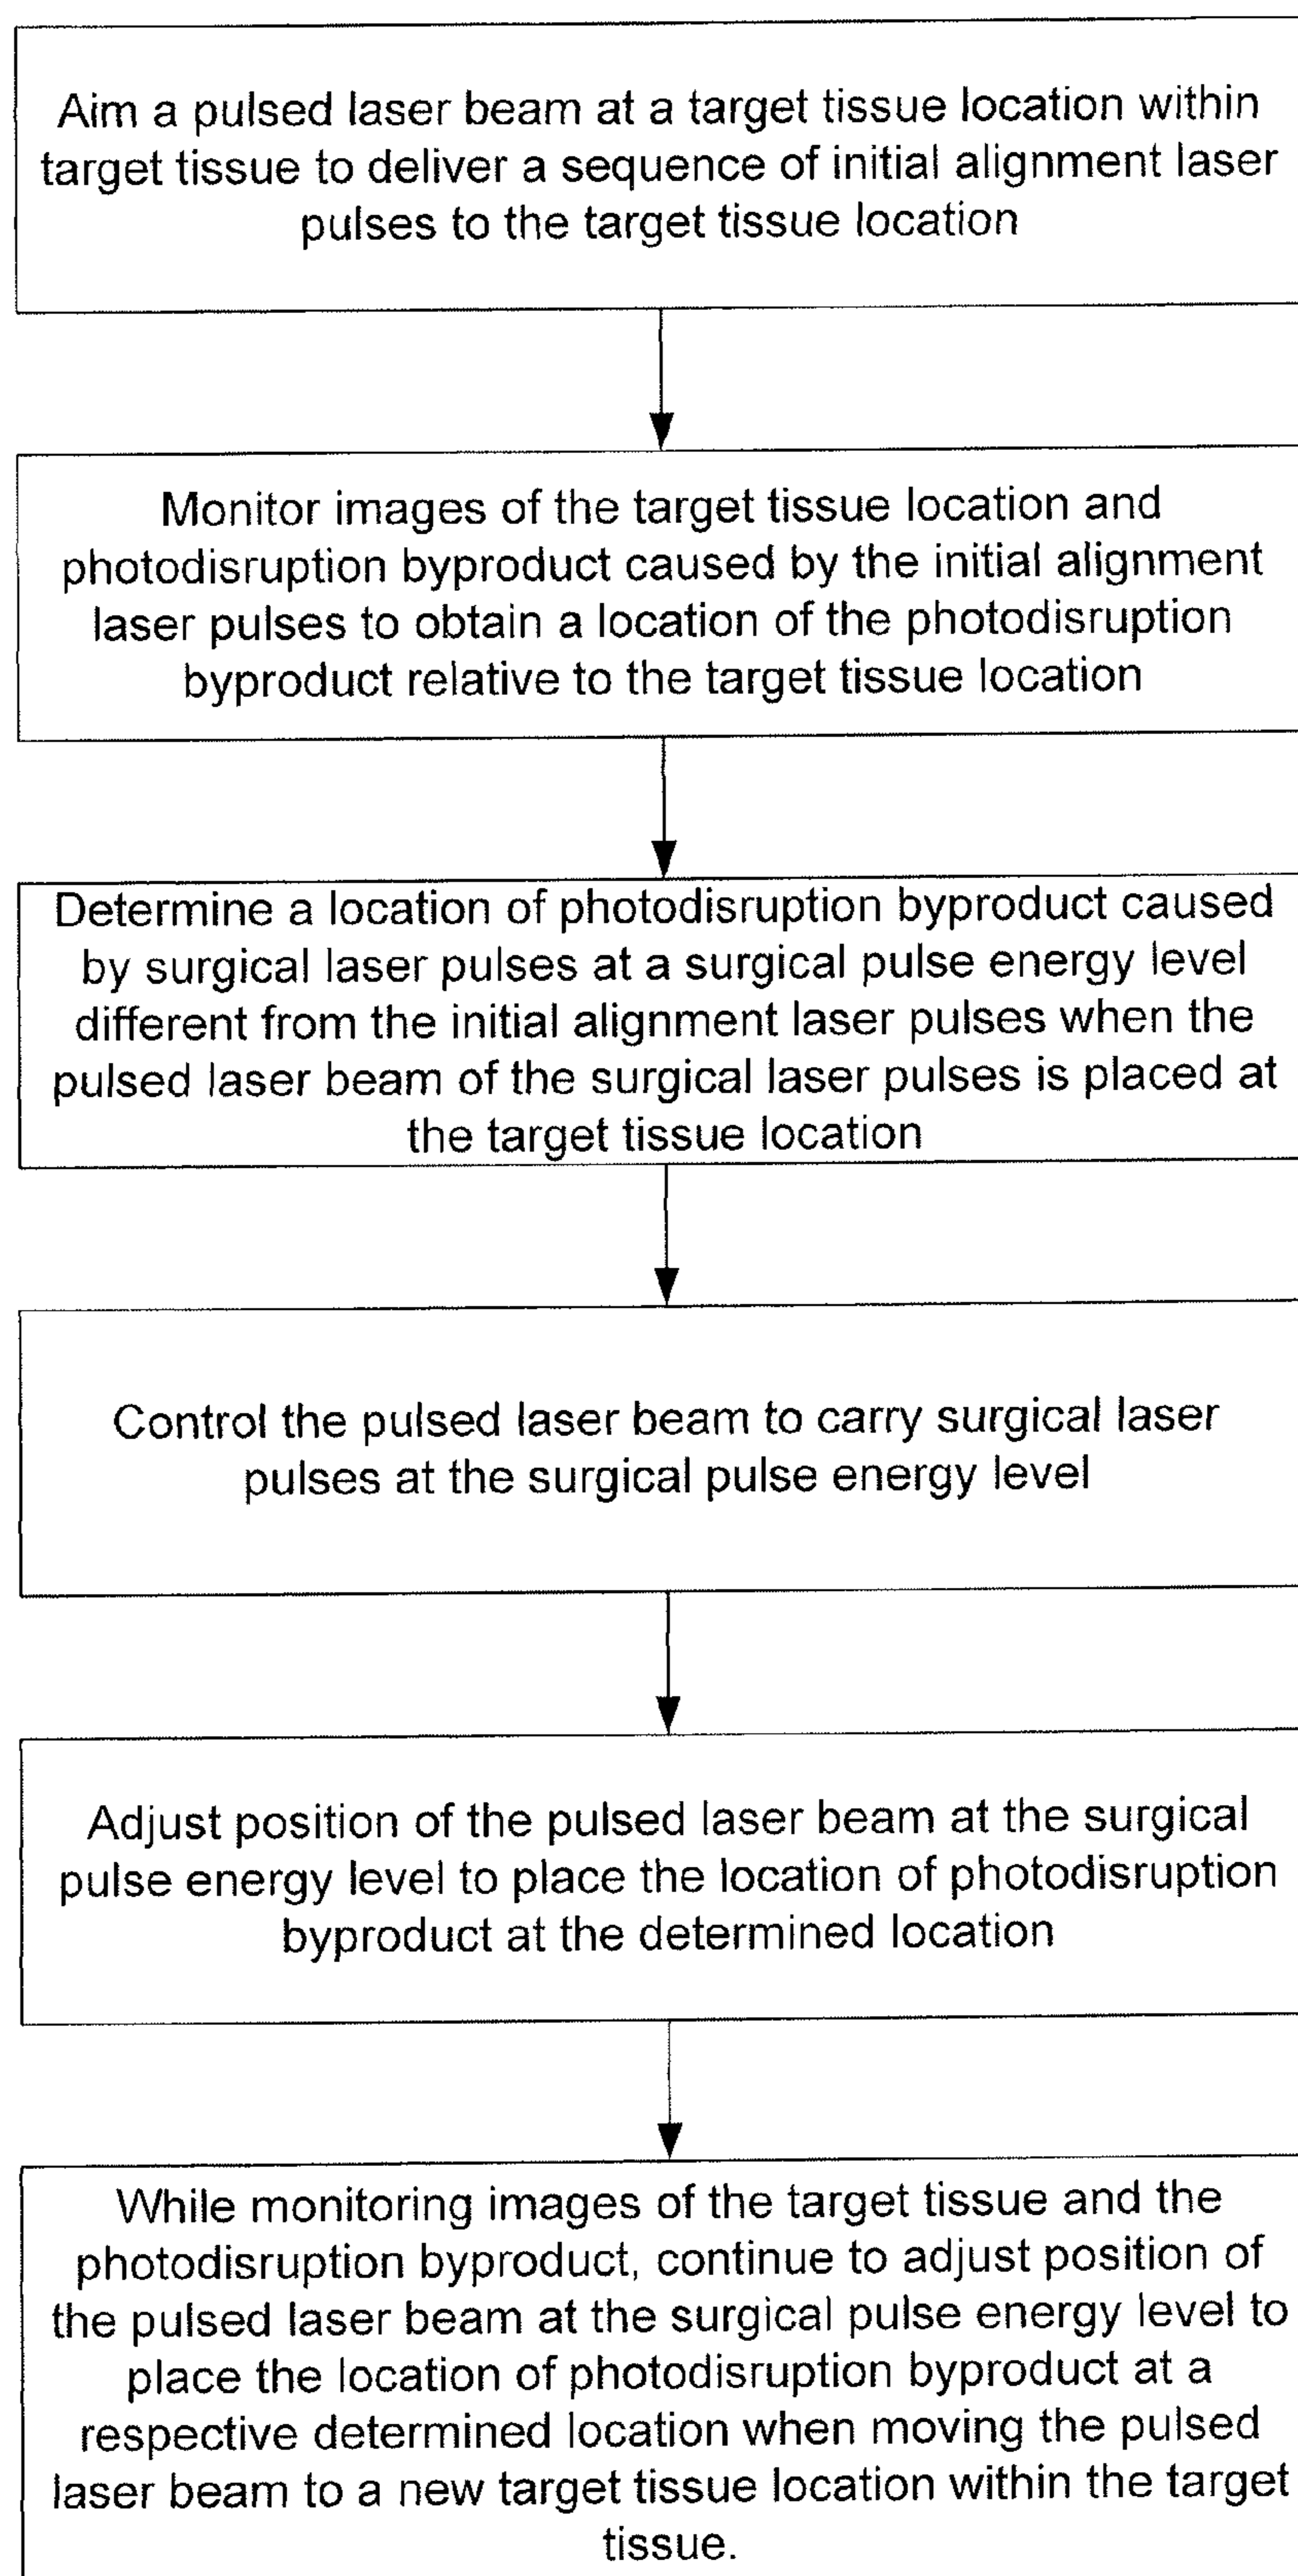 Aim a pulsed laser beam at a target tissue location within
target tissue to deliver a sequence of initial alignment laser
pulses to the target tissue location
Monitor images of the target tissue location and
photodisruption byproduct caused by the initial alignment
laser pulses to obtain a location of the photodisruption
byproduct relative to the target tissue location
Determine a location of photodisruption byproduct caused
by surgical laser pulses at a surgical pulse energy level
different from the initial alignment laser pulses when the
pulsed laser beam of the surgical laser pulses is placed at
the target tissue location
Control the pulsed laser beam to carry surgical laser
pulses at the surgical pulse energy level
Adjust position of the pulsed laser beam at the surgical
pulse energy level to place the location of photodisruption
byproduct at the determined location
While monitoring images of the target tissue and the
photodisruption byproduct, continue to adjust position of
the pulsed laser beam at the surgical pulse energy level to
place the location of photodisruption byproduct at a
respective determined location when moving the pulsed
laser beam to a new target tissue location within the target
tissue.